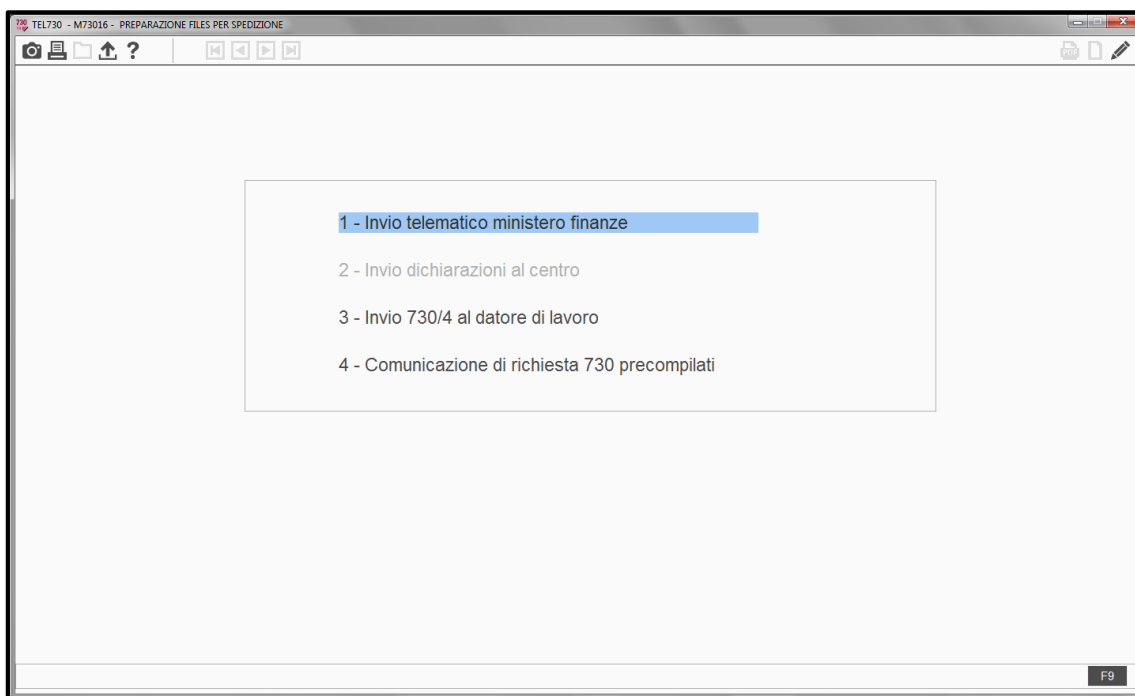 TEL730 - M73016 - PREPARAZIONE FILES PER SPEDIZIONE
1 - Invio telematico ministero finanze
2 - Invio dichiarazioni al centro
3 - Invio 730/4 al datore di lavoro
4 - Comunicazione di richiesta 730 precompilati
F9